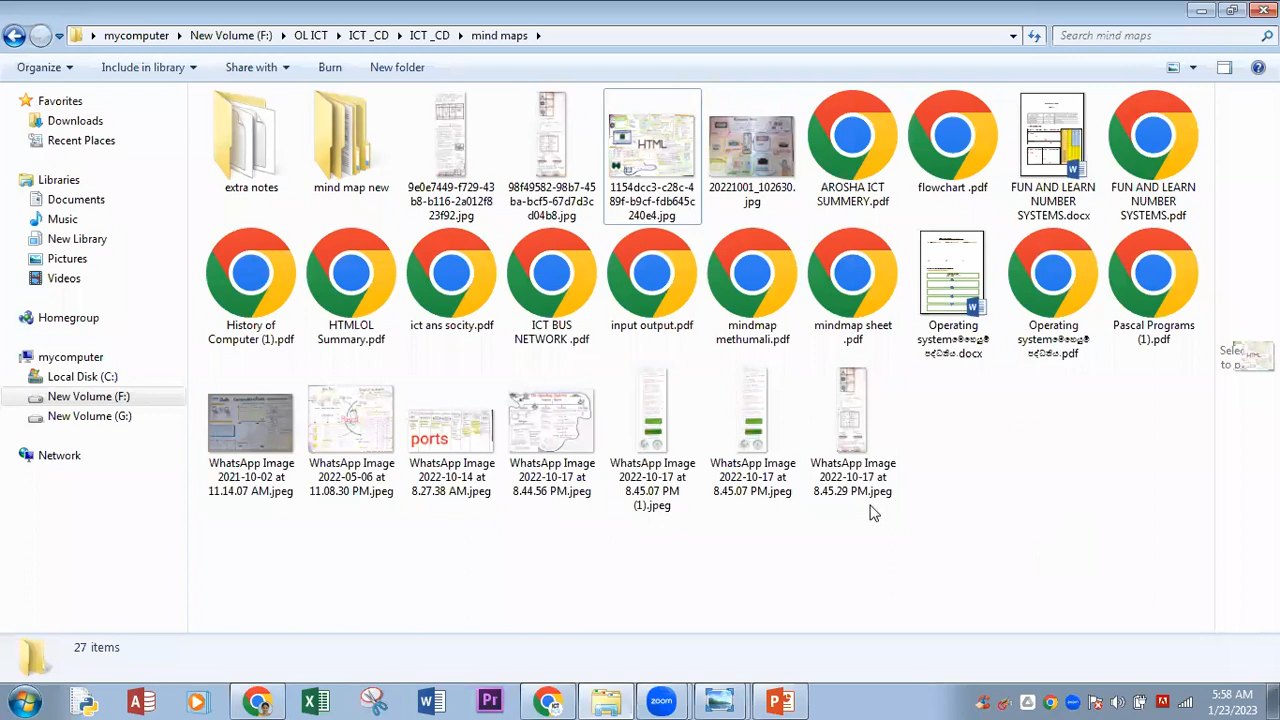 mycomputer
New Volume (F:)
OL ICT
ICT _CD
ICT _CD
mind maps
Search mind maps
Organize
Include in library
Share with
Burn
New folder
Favorites
Downloads
Recent Places
Libraries
Documents
Music
New Library
Pictures
Videos
Homegroup
mycomputer
Local Disk (C:)
New Volume (F:)
New Volume (G:)
Network
extra notes
mind map new
9e0e7449-f729-43
b8-b116-2a012f8
23f92.jpg
98f49582-98b7-45
ba-bcf5-67d7d3c
d04b8.jpg
HTML
1154dcc3-c28c-4
89f-b9cf-fdb645c
240e4.jpg
20221001_102630.
jpg
AROSHA ICT
SUMMERY.pdf
flowchart .pdf
FUN AND LEARN
NUMBER
SYSTEMS.docx
FUN AND LEARN
NUMBER
SYSTEMS.pdf
History of
Computer (1).pdf
HTMLOL
Summary.pdf
ict ans socity.pdf
ICT BUS
NETWORK .pdf
input output.pdf
mindmap
methumali.pdf
mindmap sheet
.pdf
Operating
Operating
Pascal Programs
(1).pdf
Selec
to p
ports
WhatsApp Image
2021-10-02 at
11.14.07 AM.jpeg
WhatsApp Image
2022-05-06 at
11.08.30 PM.jpeg
WhatsApp Image
2022-10-14 at
8.27.38 AM.jpeg
WhatsApp Image
2022-10-17 at
8.44.56 PM.jpeg
WhatsApp Image
2022-10-17 at
8.45.07 PM
(1).jpeg
WhatsApp Image
2022-10-17 at
8.45.07 PM.jpeg
WhatsApp Image
2022-10-17 at
8.45.29 PM.jpeg
27 items
Pr
5:58 AM
1/23/2023